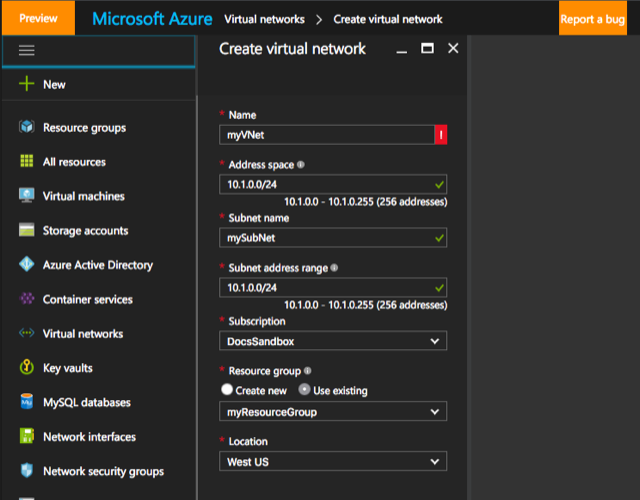 Preview
Microsoft Azure Virtual networks > Create virtual network
Report a bug
New
Resource groups
All resources
Virtual machines
Storage accounts
Azure Active Directory
Container services
Virtual networks
Key vaults
MySQL databases
Network interfaces
Network security groups
Create virtual network
* Name
myVNet
* Address space
10.1.0.0/24
10.1.0.0 - 10.1.0.255 (256 addresses)
* Subnet name
mySubNet
* Subnet address range
10.1.0.0/24
10.1.0.0 - 10.1.0.255 (256 addresses)
* Subscription
DocsSandbox
* Resource group
Create new Use existing
myResourceGroup
* Location
West US